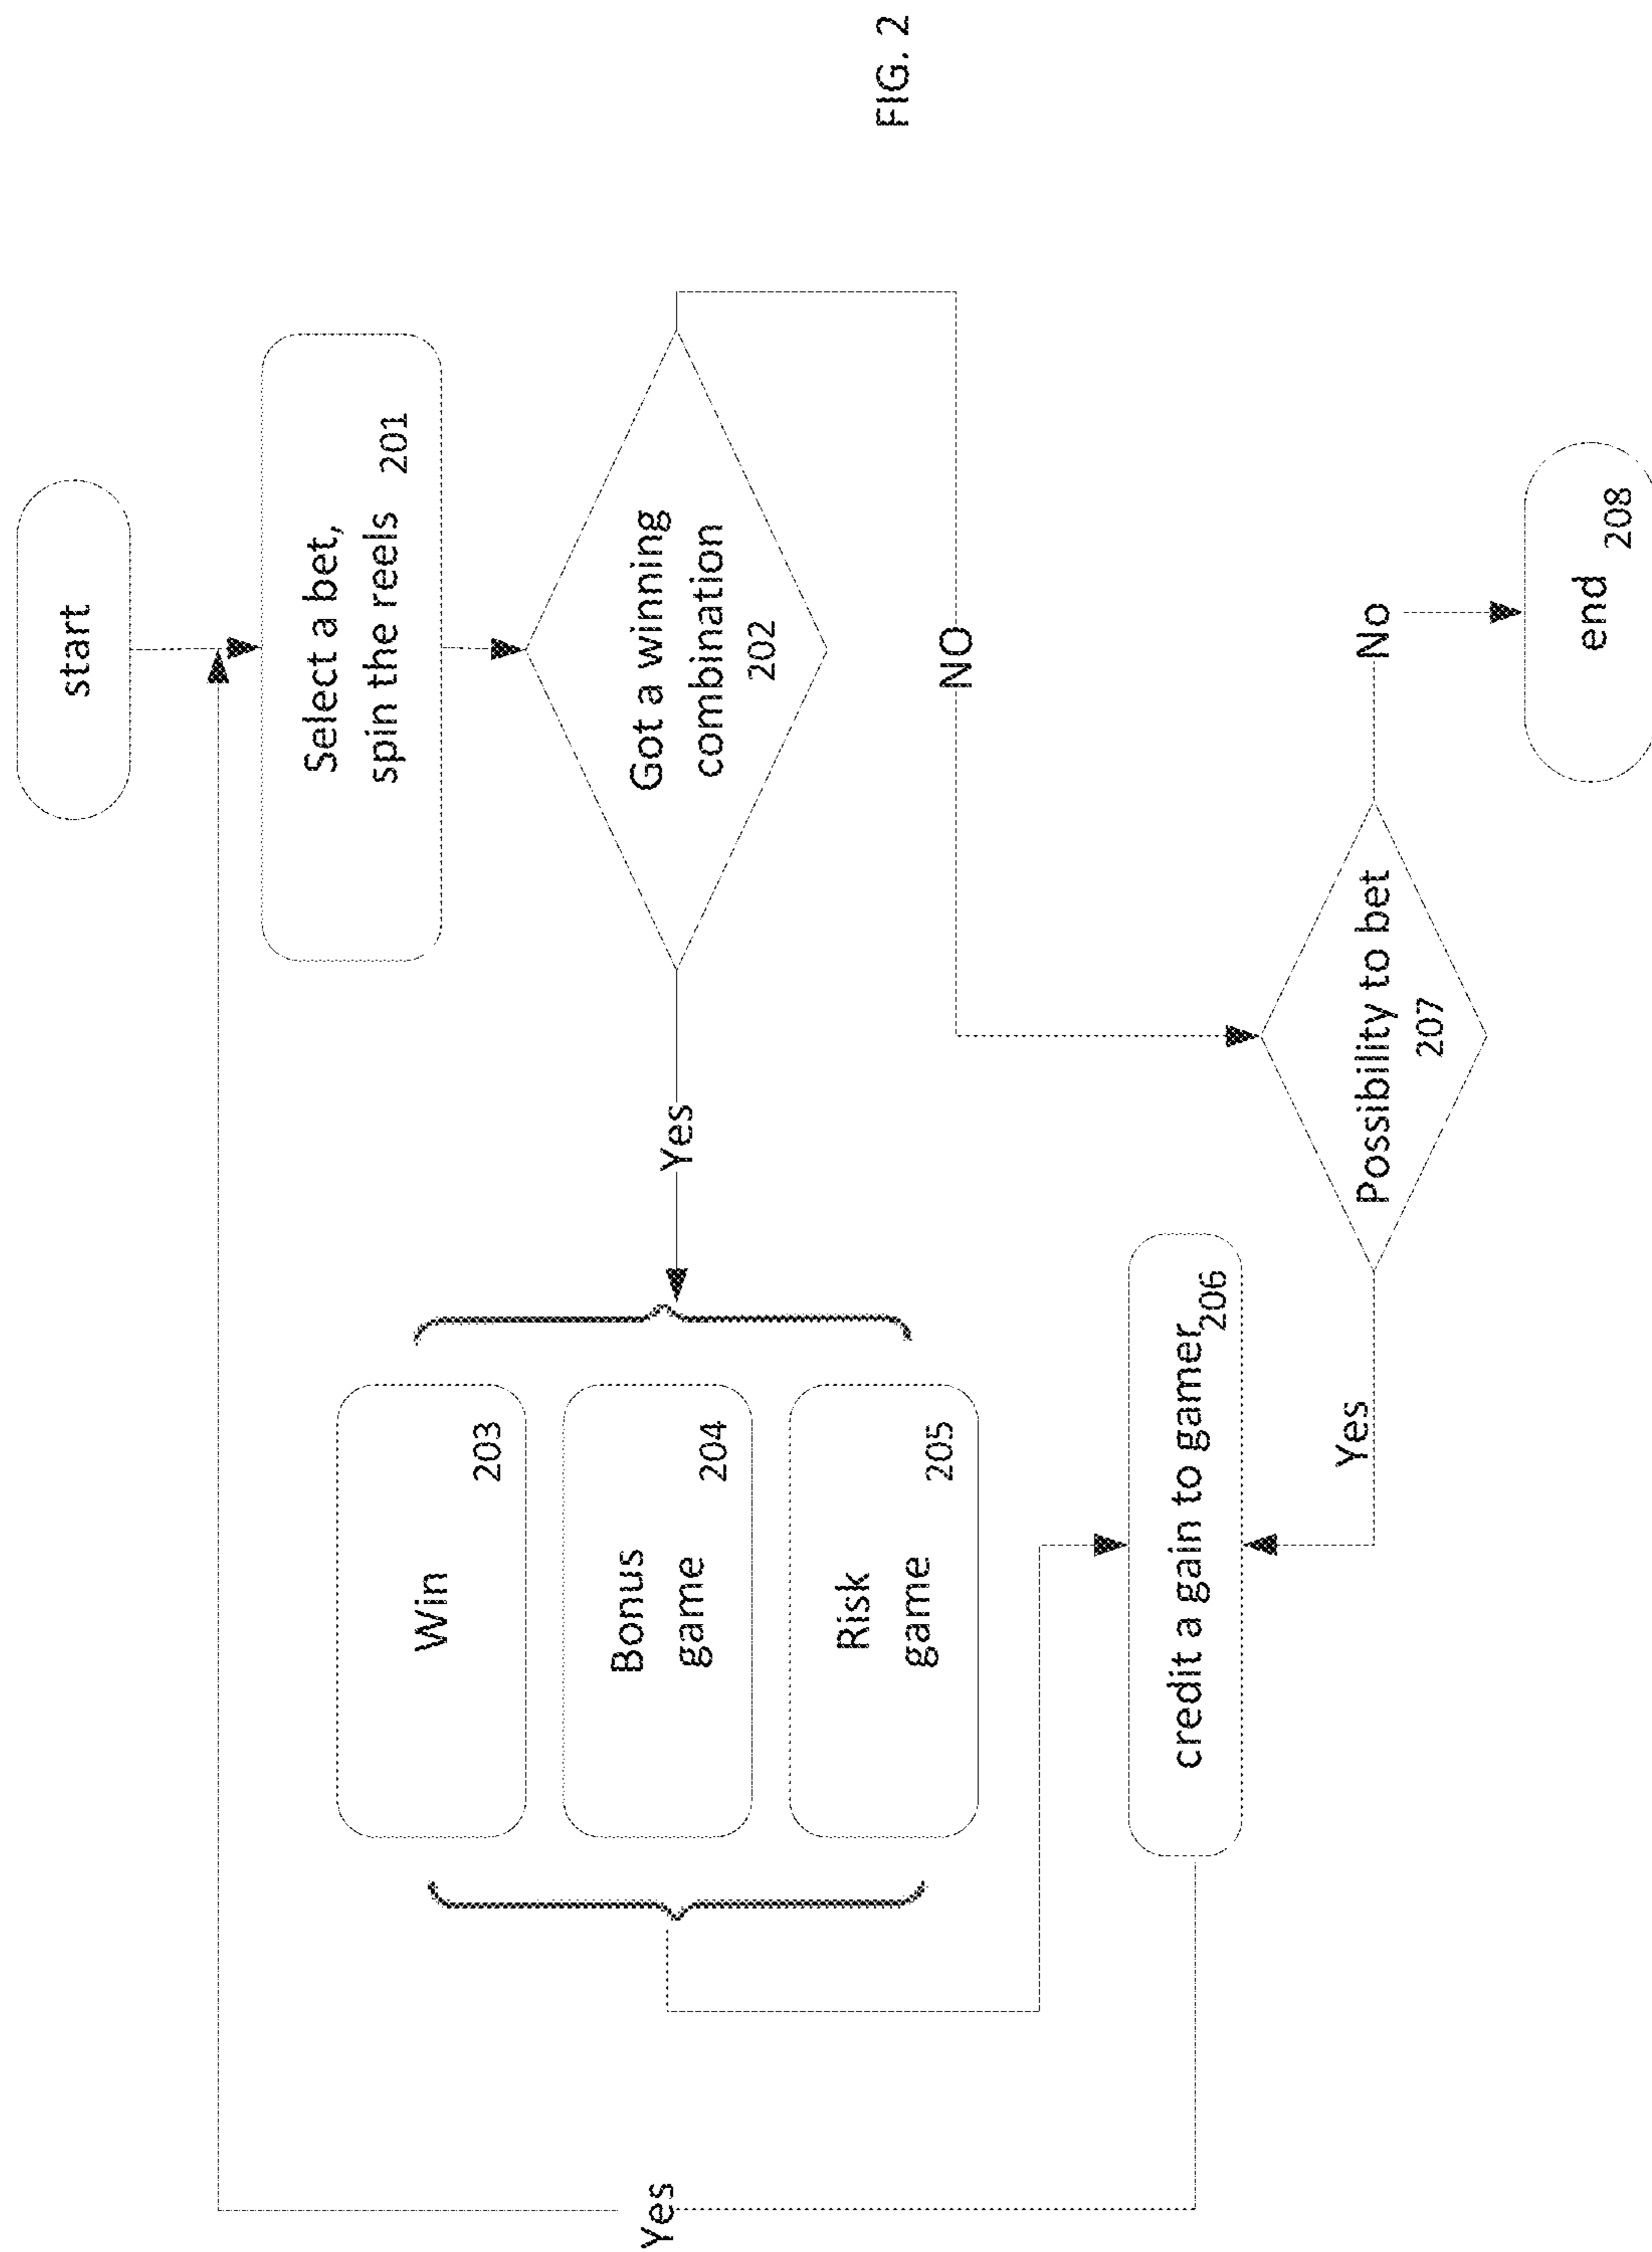 start
Select a bet,
spin the reels 201
Got a winning
combination
202
Yes
NO
Win
203
Bonus
game
204
Risk
game
205
credit a gain to gamer
206
Possibility to bet
207
Yes
No
end
208
Yes
FIG. 2